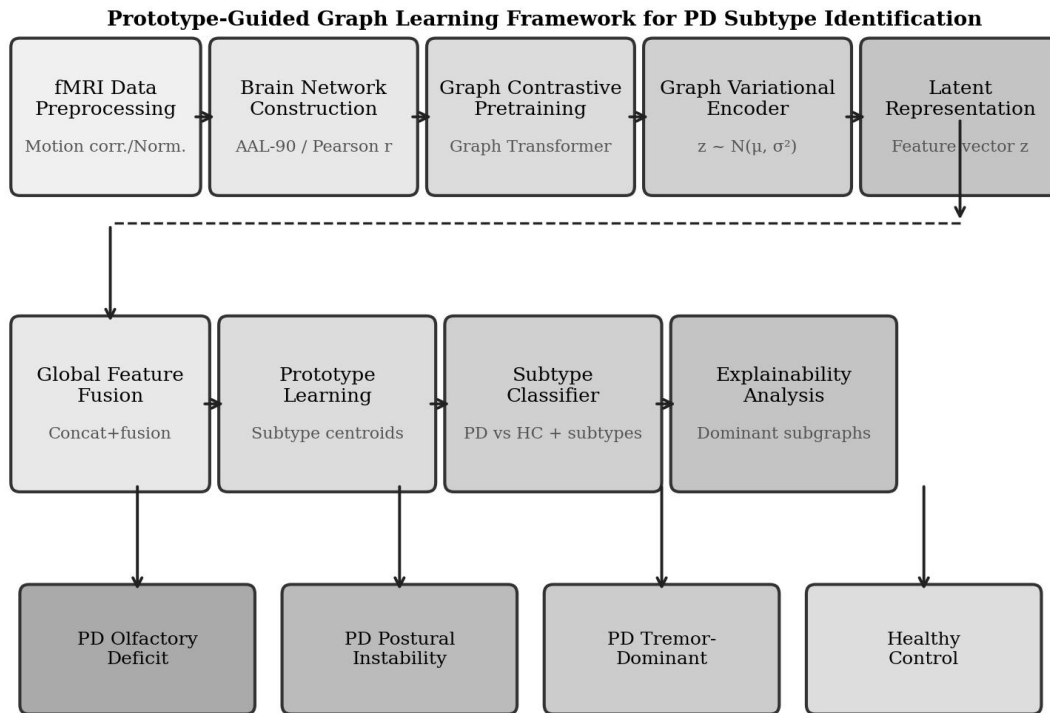 Prototype-Guided Graph Learning Framework for PD Subtype Identification
fMRI Data
Preprocessing
Motion corr./Norm.
Brain Network
Construction
AAL-90 / Pearson r
Graph Contrastive
Pretraining
Graph Transformer
Graph Variational
Encoder
z ~ N(μ, σ²)
Latent
Representation
Feature vector z
Global Feature
Fusion
Concat+fusion
Prototype
Learning
Subtype centroids
Subtype
Classifier
PD vs HC + subtypes
Explainability
Analysis
Dominant subgraphs
PD Olfactory
Deficit
PD Postural
Instability
PD Tremor-
Dominant
Healthy
Control